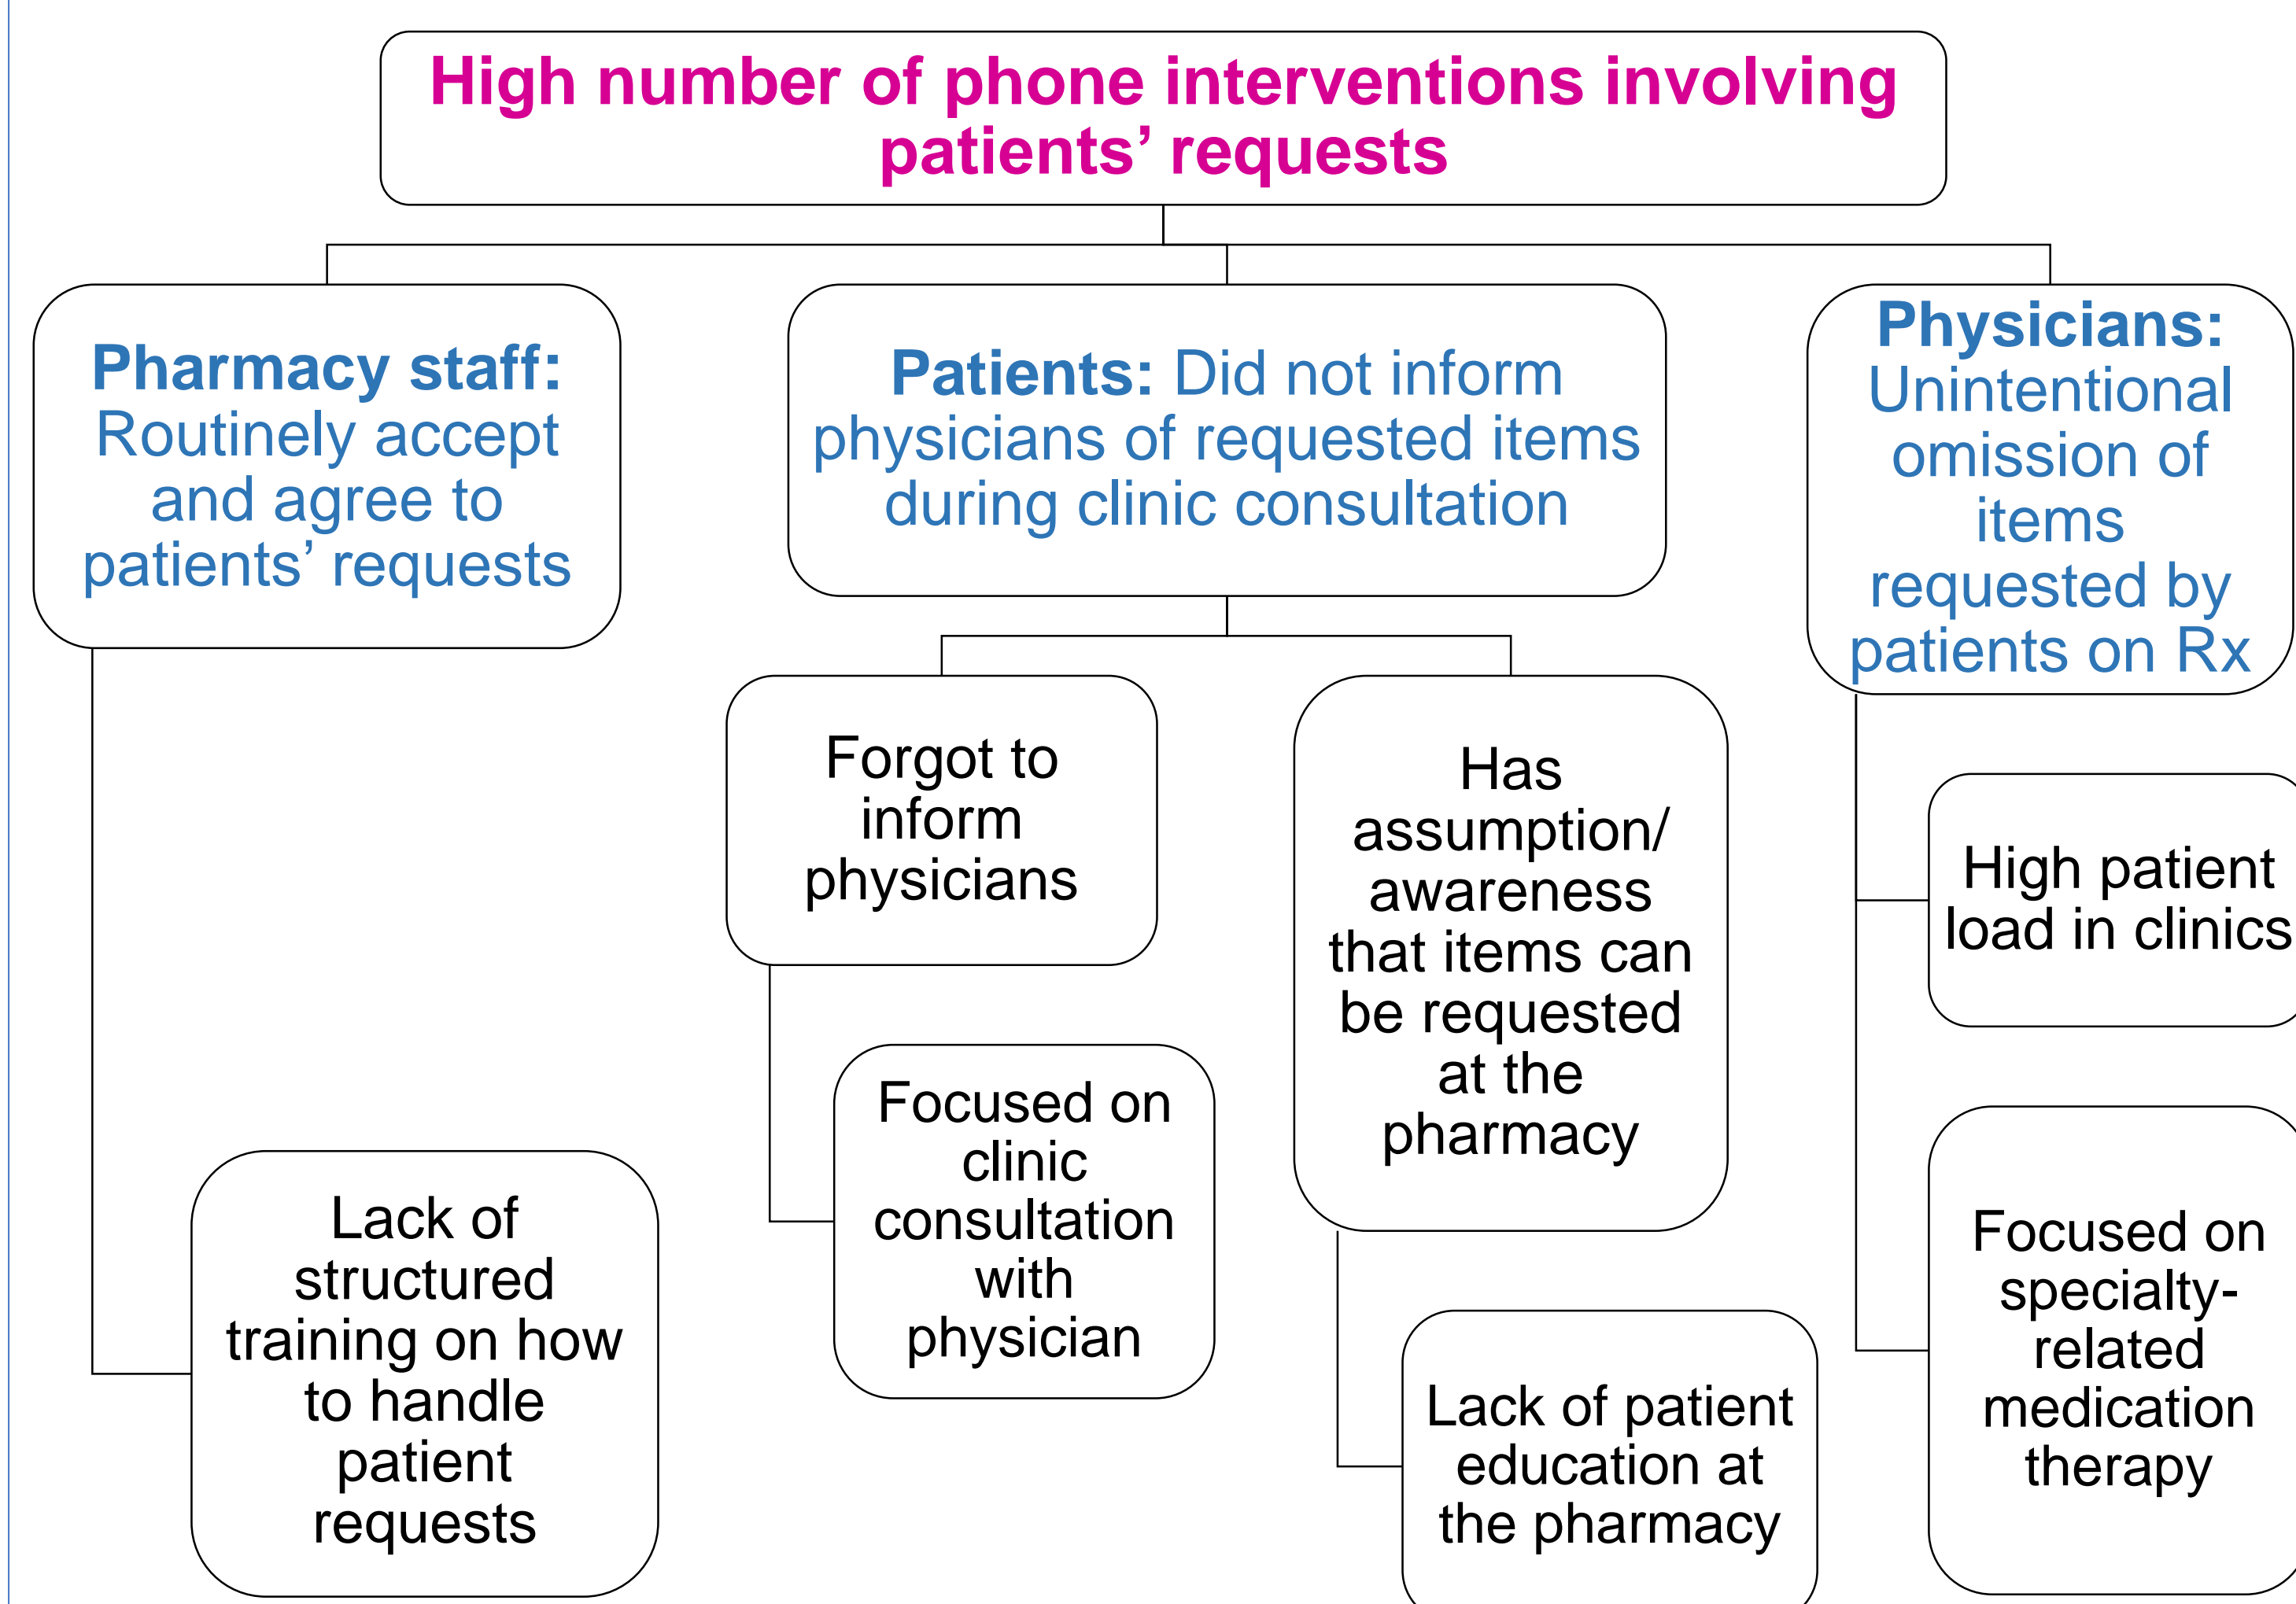 High number of phone interventions involving
patients’ requests
Pharmacy staff:
Routinely accept
and agree to
patients’ requests
Patients: Did not inform
physicians of requested items
during clinic consultation
Physicians:
Unintentional
omission of
items
requested by
patients on Rx
Forgot to
inform
physicians
Has
assumption/
awareness
that items can
be requested
at the
pharmacy
High patient
load in clinics
Focused on
clinic
consultation
with
physician
Lack of
structured
training on how
to handle
patient
requests
Lack of patient
education at
the pharmacy
Focused on
specialty-
related
medication
therapy